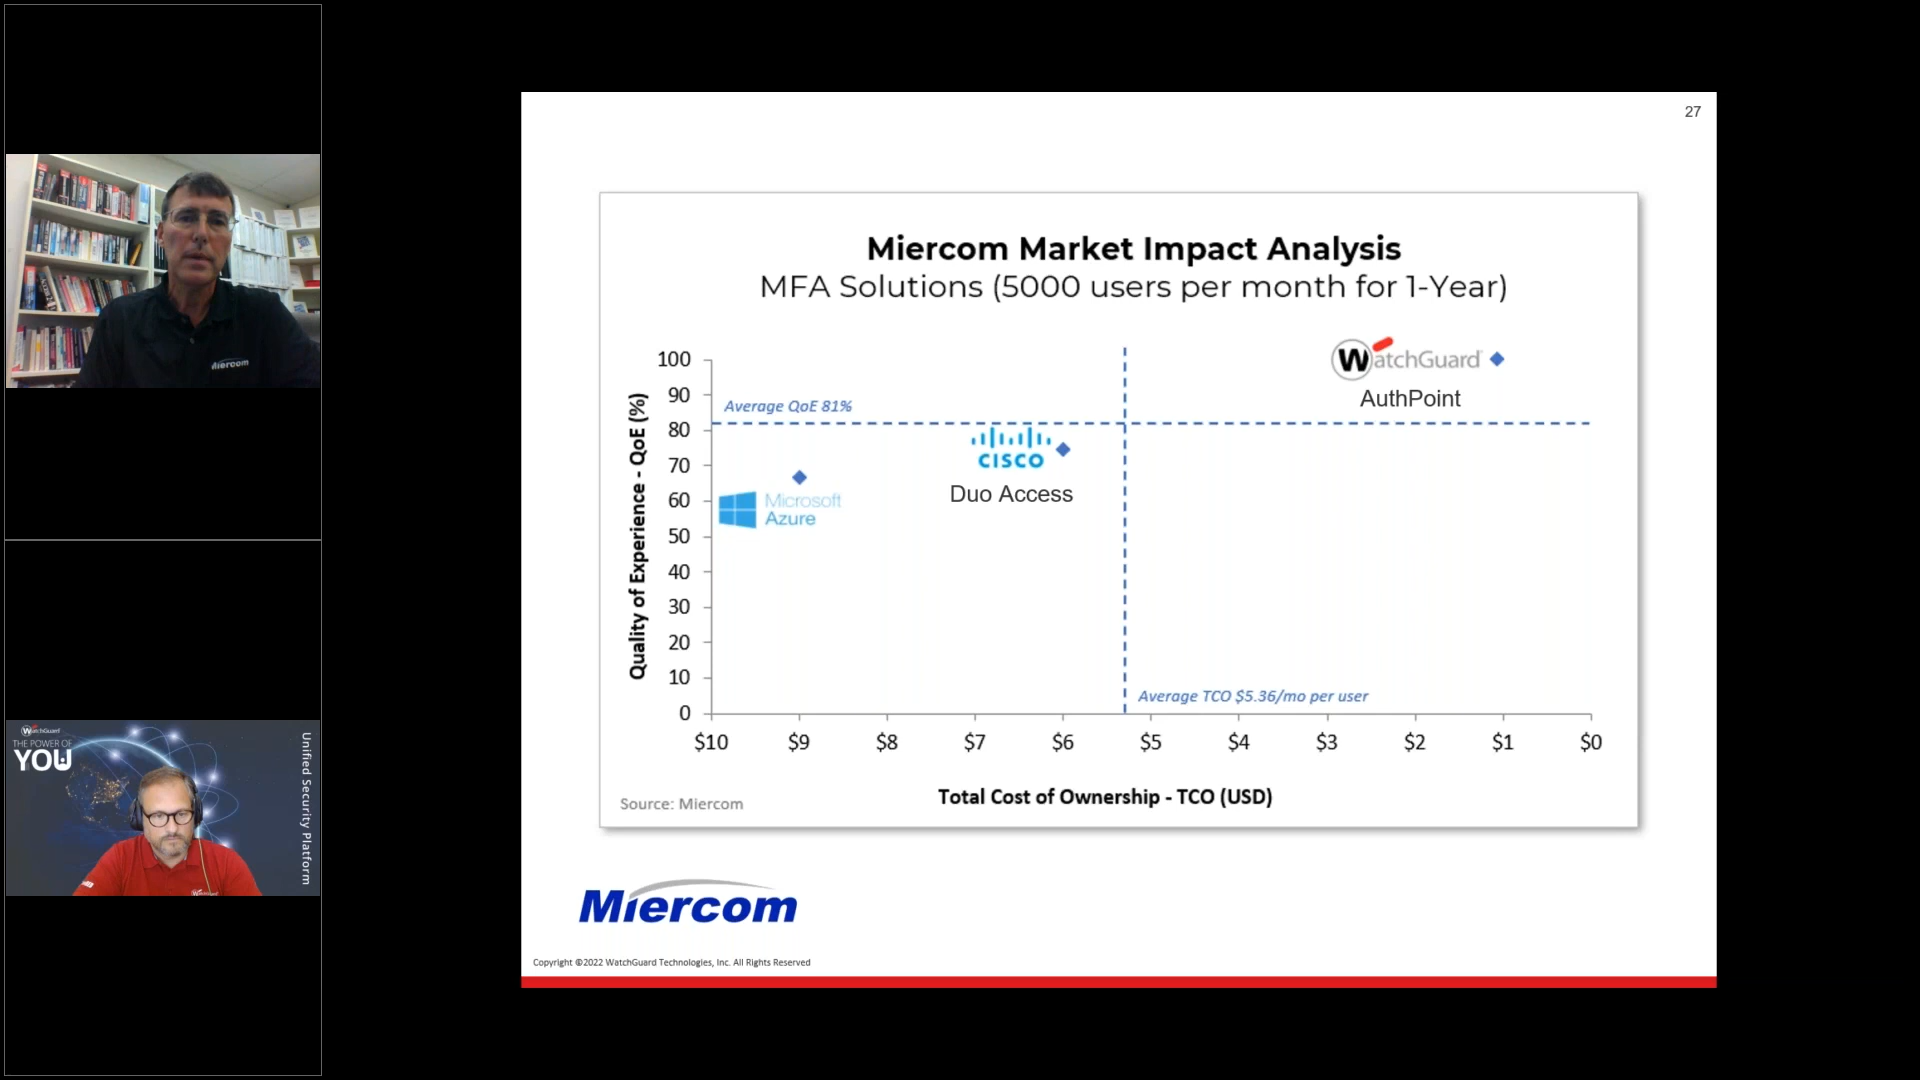 27
Miercom Market Impact Analysis
MFA Solutions (5000 users per month for 1-Year)
Quality of Experience - QoE (%)
100
90
80
70
60
50
40
30
20
10
0
Average QoE 81%
WatchGuard
AuthPoint
CISCO
Duo Access
Microsoft
Azure
Average TCO $5.36/mo per user
$10 $9 $8 $7 $6 $5 $4 $3 $2 $1 $0
Total Cost of Ownership - TCO (USD)
Source: Miercom
Miercom
Copyright ©2022 WatchGuard Technologies, Inc. All Rights Reserved
Miercom
WatchGuard
THE POWER OF
YOU
Unified Security Platform
WatchGuard